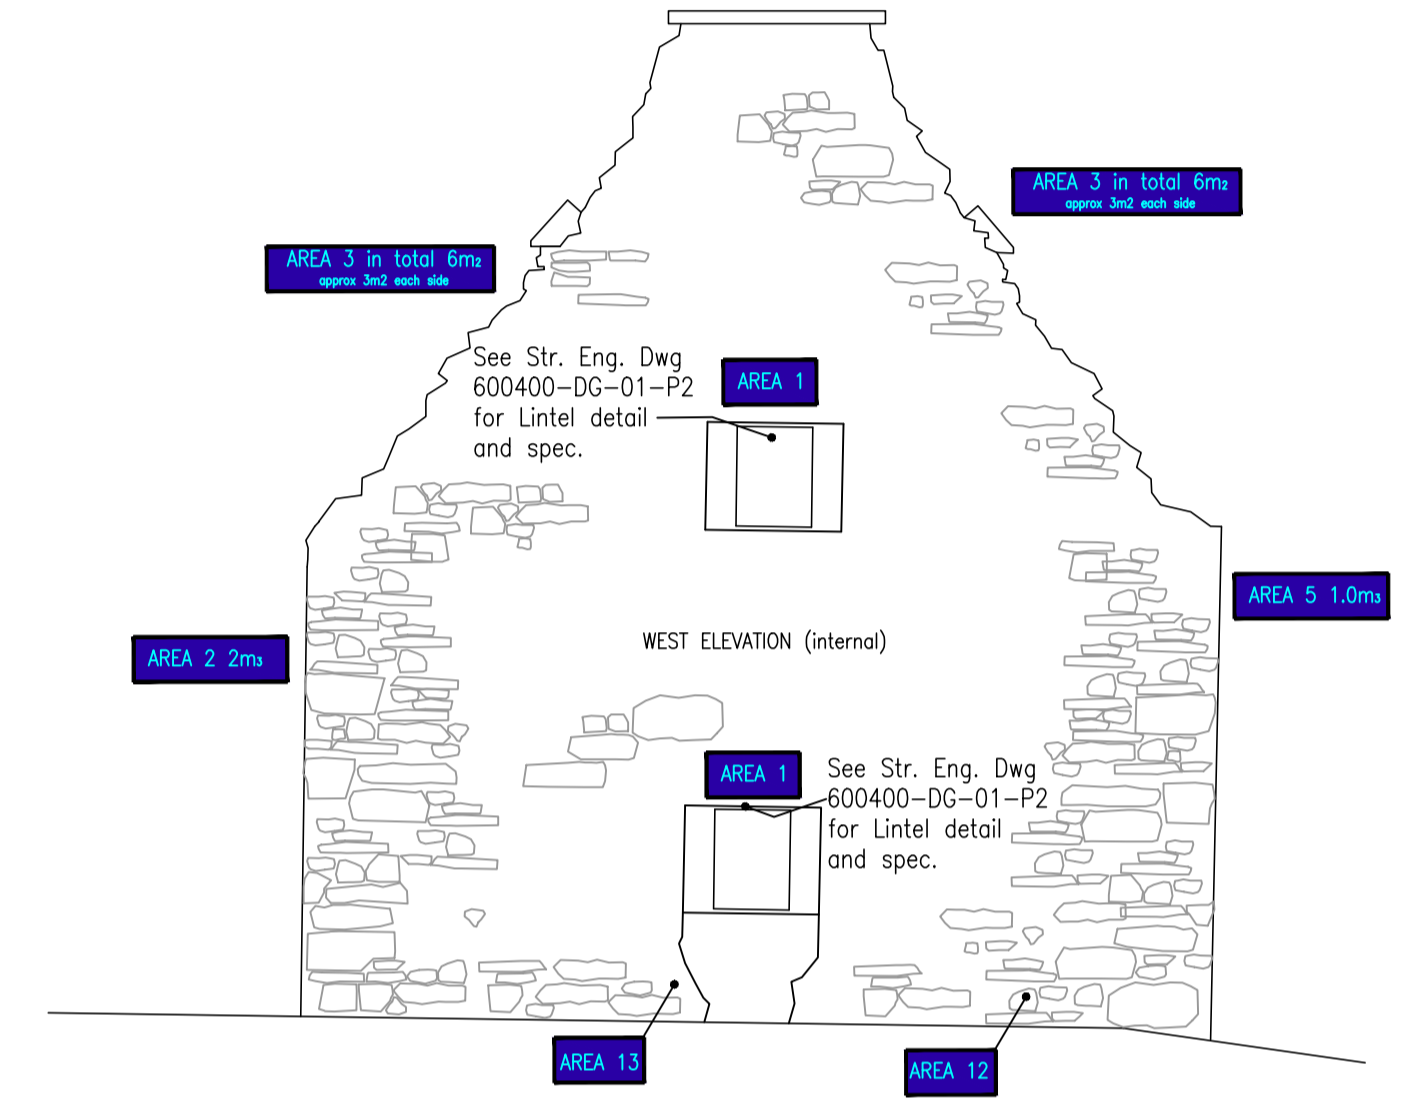 AREA 3 in total 6m2
approx 3m2 each side
AREA 3 in total 6m2
approx 3m2 each side
See Str. Eng. Dwg
600400-DG-01-P2
for Lintel detail
and spec.
AREA 1
AREA 5 1.0m3
WEST ELEVATION (internal)
AREA 2 2m3
AREA 1
See Str. Eng. Dwg
600400-DG-01-P2
for Lintel detail
and spec.
AREA 13
AREA 12